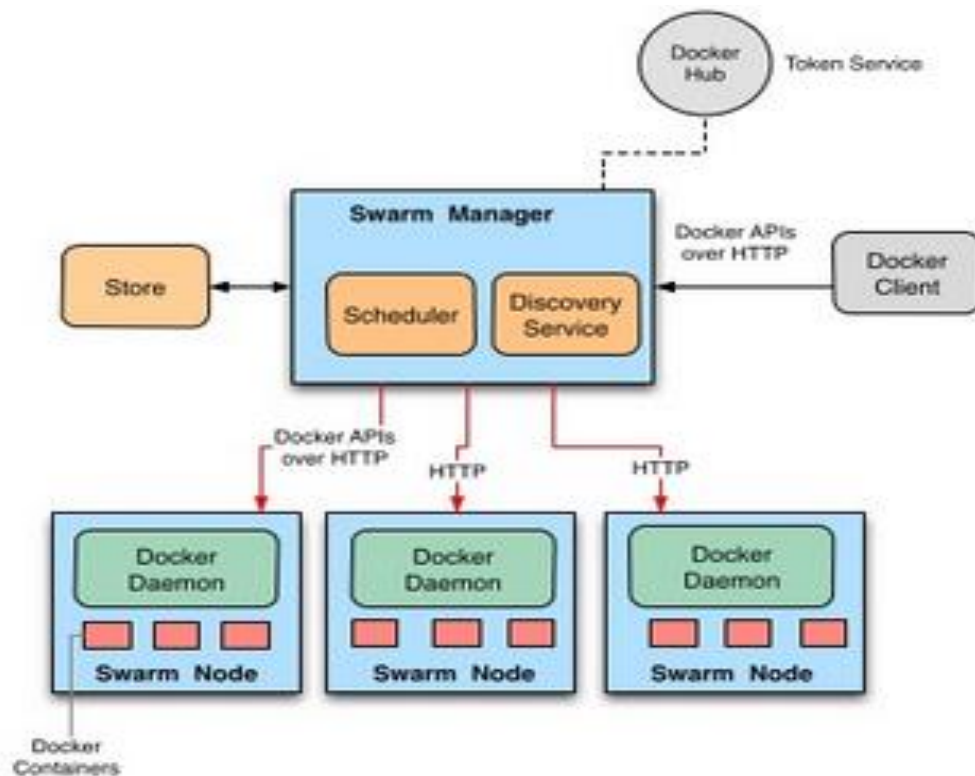 Docker
Hub
Token Service
Swarm Manager
Docker APIs
over HTTP
Store
Scheduler
Discovery
Service
Docker
Client
Docker APIs
over HTTP
HTTP
HTTP
Docker
Daemon
Docker
Daemon
Docker
Daemon
Swarm Node
Swarm Node
Swarm Node
Docker
Containers